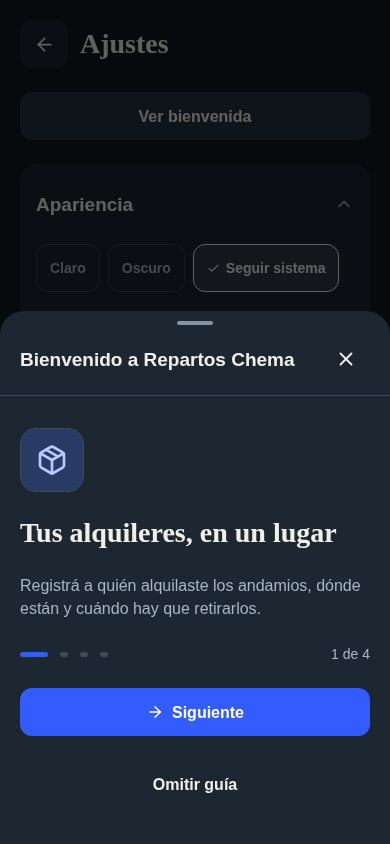 Ajustes
Ver bienvenida
Apariencia
Claro
Oscuro
Seguir sistema
Bienvenido a Repartos Chema
Tus alquileres, en un lugar
Registrá a quién alquilaste los andamios, dónde
están y cuándo hay que retirarlos.
1 de 4
Siguiente
Omitir guía